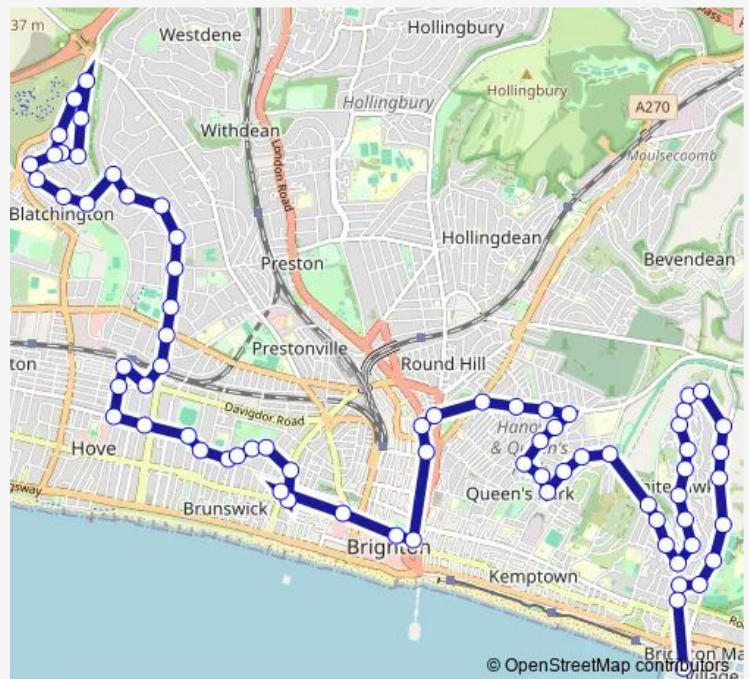 37 m
Westdene
Hollingbury
Hollingbury
Hollingbury
A270
Withdean
London Road
Moulsecoomb
Blatchington
Hollingdean
Preston
Bevendean
Prestonville
Round Hill
ton
Davigdor Road
Hano
& Queen's
Hove
Queen's Park
Brunswick
Brighton
Kemptown
© OpenStreetMap contributors